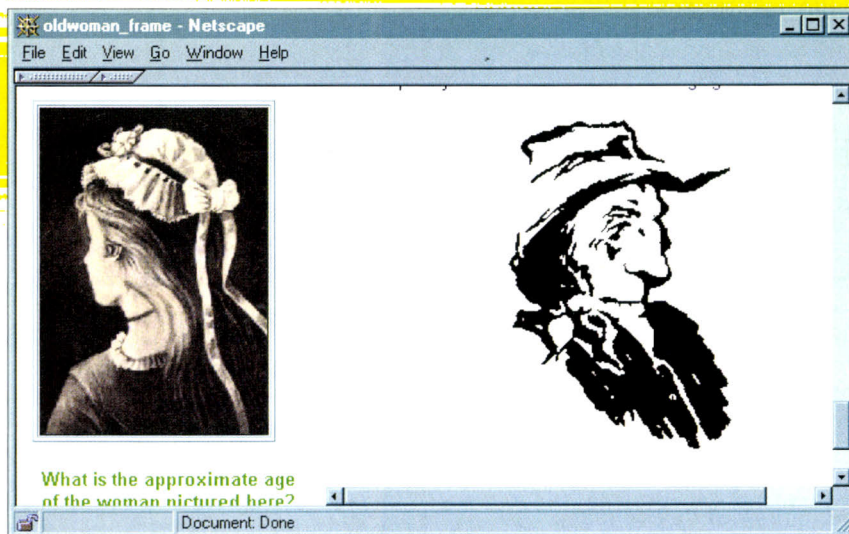 oldwoman_frame - Netscape
File Edit View Go Window Help
What is the approximate age
of the woman pictured here?
Document: Done